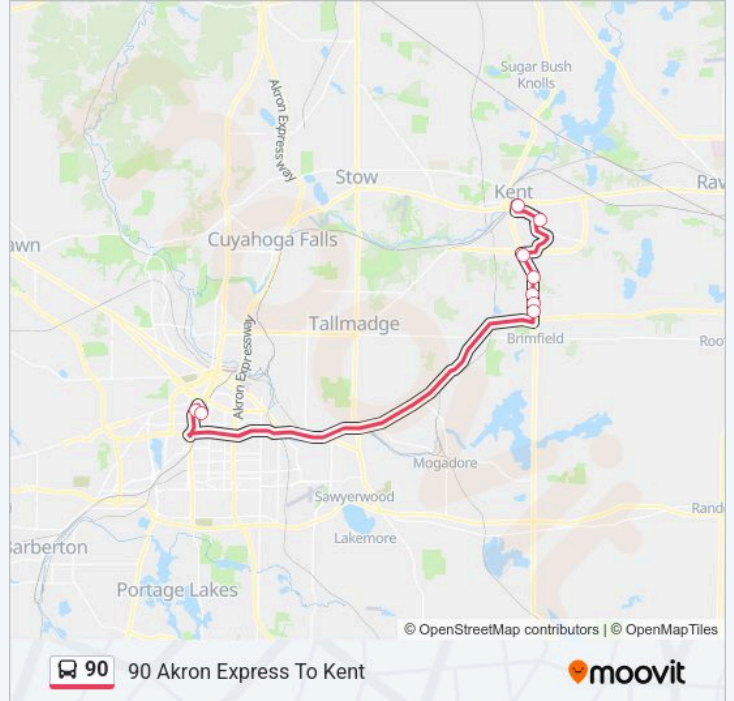 Sugar Bush
Knolls
Akron Expressway
Stow
Kent
Rav
awn
Cuyahoga Falls
Tallmadge
Akron Expressway
Brimfield
Roo
Mogadore
Sawyerwood
Rand
Lakemore
Barberton
Portage Lakes
© OpenStreetMap contributors | © OpenMapTiles
90
90 Akron Express To Kent
moovit